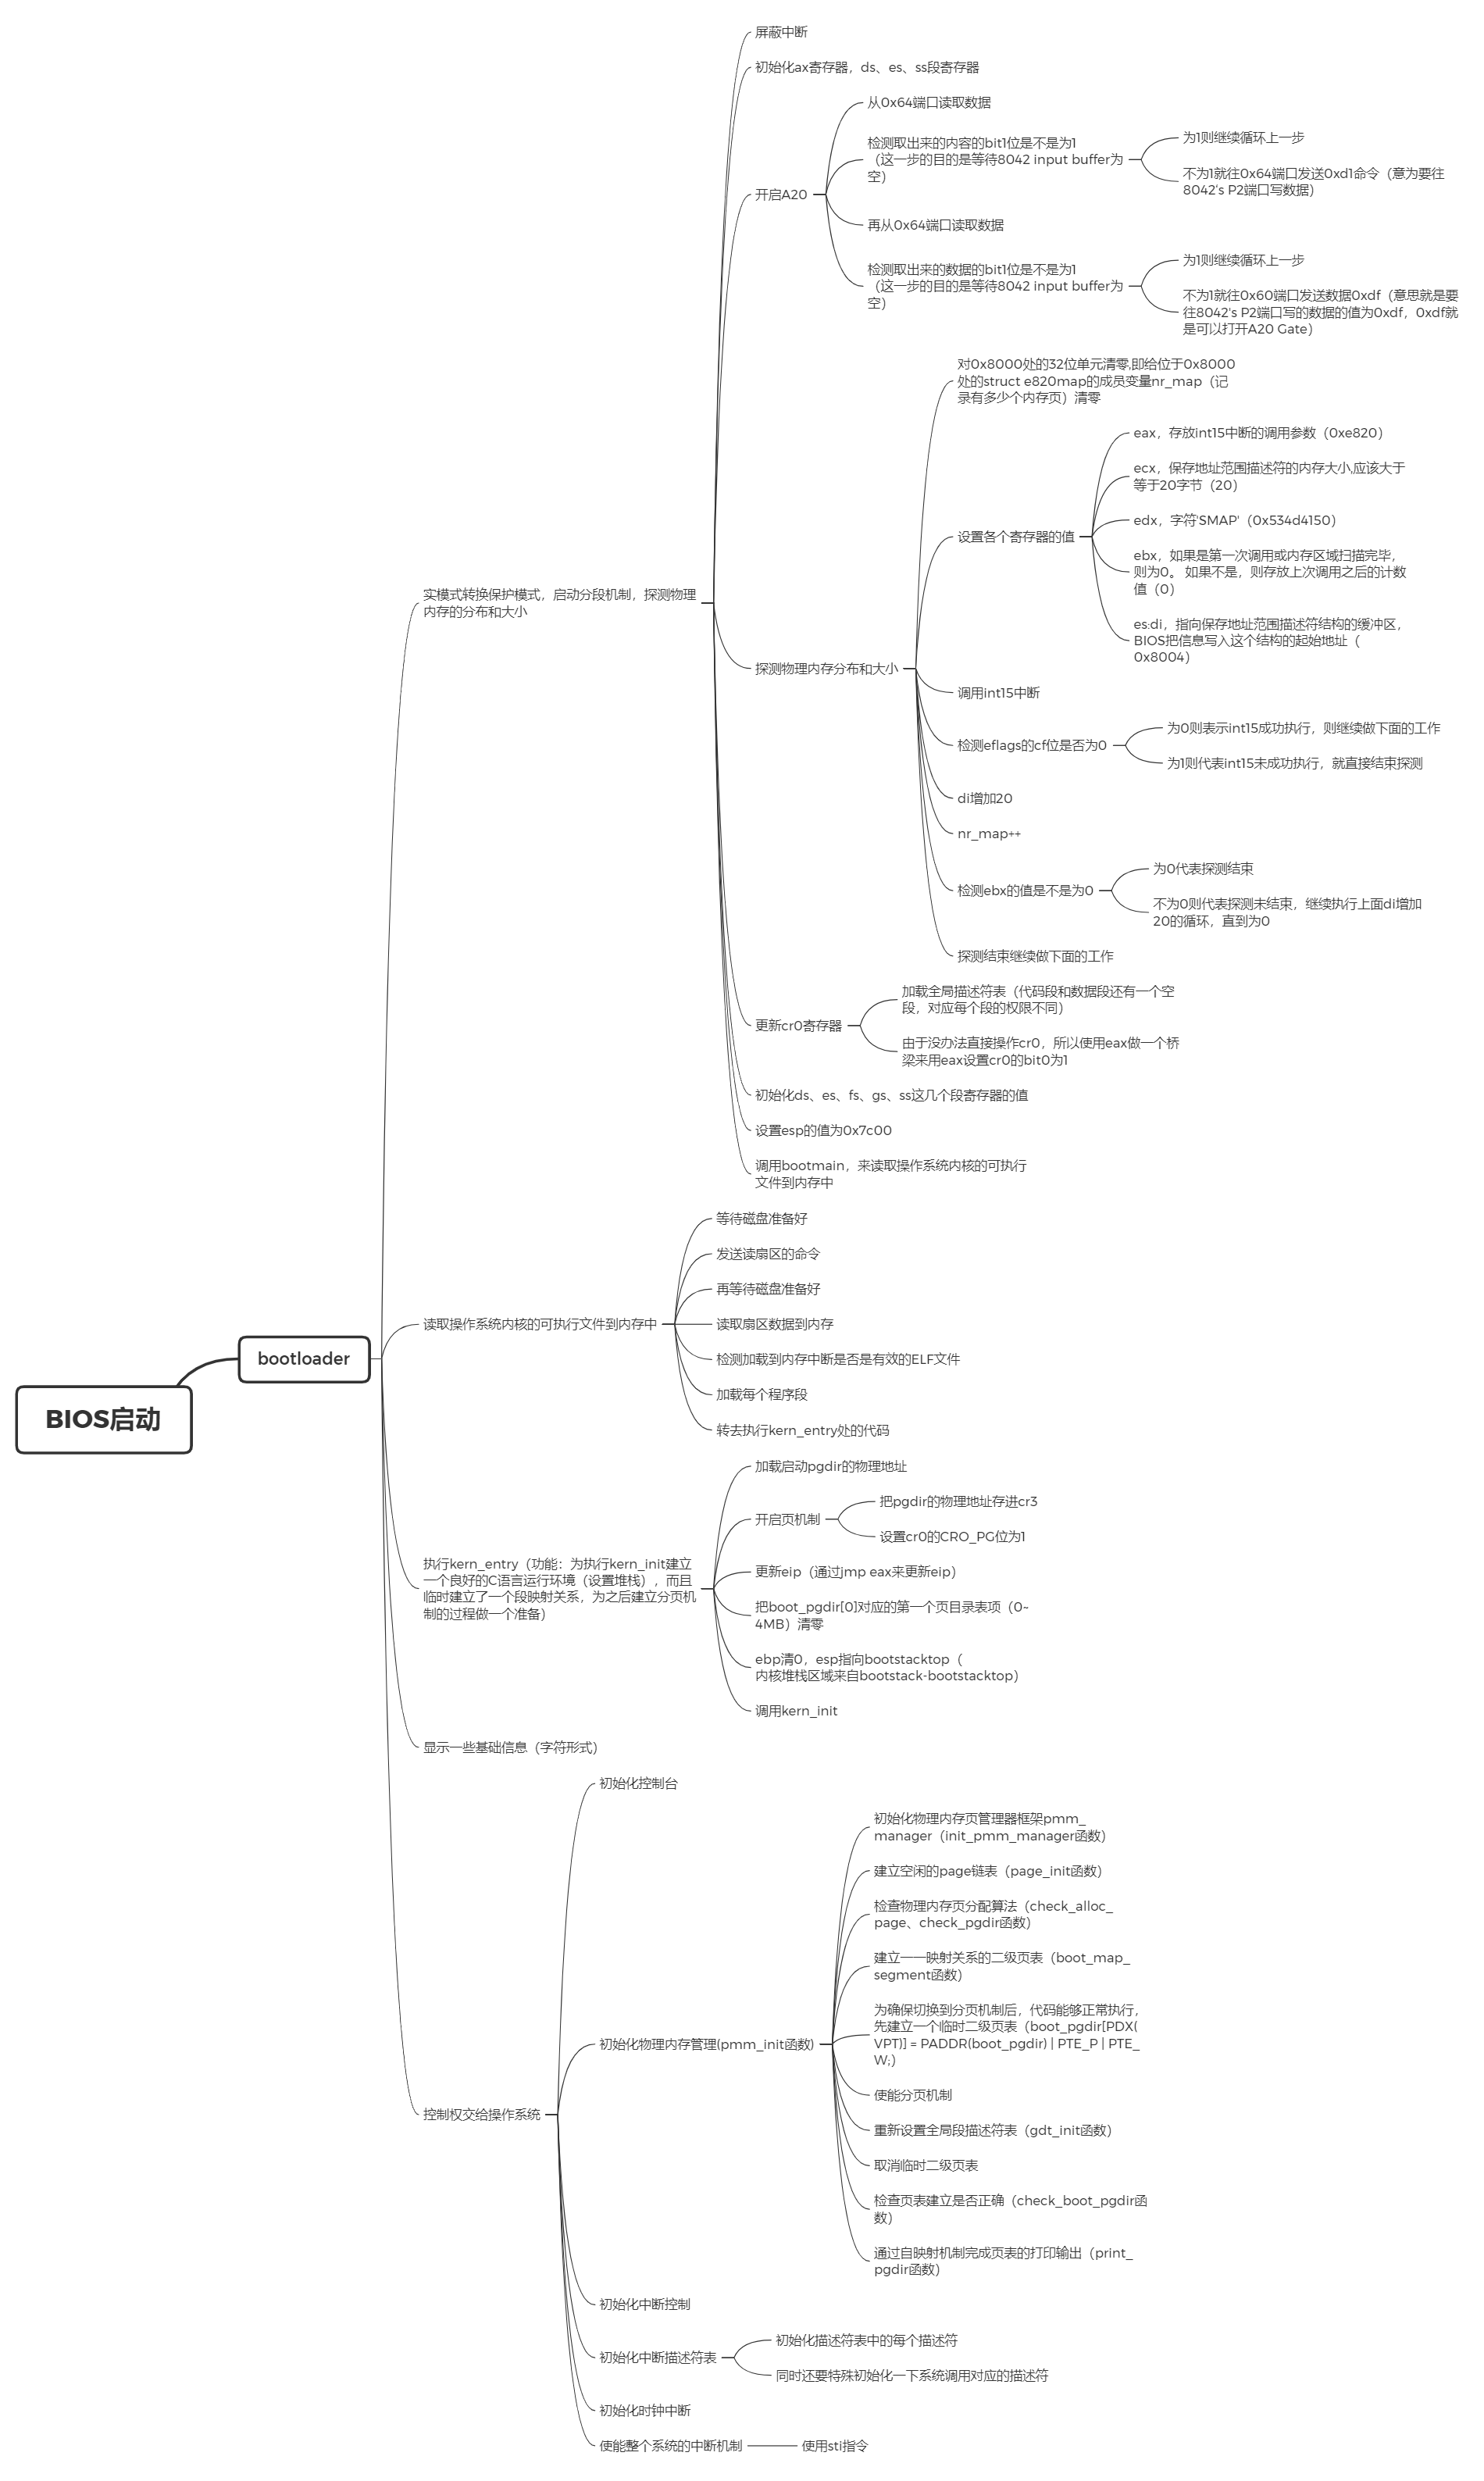 BIOS启动
bootloader
实模式转换保护模式，启动分段机制，探测物理
内存的分布和大小
屏蔽中断
初始化ax寄存器，ds、es、ss段寄存器
开启A20
从0x64端口读取数据
检测取出来的内容的bit1位是不是为1
（这一步的目的是等待8042 input buffer为
空）
为1则继续循环上一步
不为1就往0x64端口发送0xd1命令（意为要往
8042's P2端口写数据）
再从0x64端口读取数据
检测取出来的数据的bit1位是不是为1
（这一步的目的是等待8042 input buffer为
空）
为1则继续循环上一步
不为1就往0x60端口发送数据0xdf（意思就是要
往8042's P2端口写的数据的值为0xdf，0xdf就
是可以打开A20 Gate）
探测物理内存分布和大小
对0x8000处的32位单元清零,即给位于0x8000
处的struct e820map的成员变量nr_map（记
录有多少个内存页）清零
设置各个寄存器的值
eax，存放int15中断的调用参数（0xe820）
ecx，保存地址范围描述符的内存大小,应该大于
等于20字节（20）
edx，字符'SMAP'（0x534d4150）
ebx，如果是第一次调用或内存区域扫描完毕，
则为0。 如果不是，则存放上次调用之后的计数
值（0）
es:di，指向保存地址范围描述符结构的缓冲区，
BIOS把信息写入这个结构的起始地址（
0x8004）
调用int15中断
检测eflags的cf位是否为0
为0则表示int15成功执行，则继续做下面的工作
为1则代表int15未成功执行，就直接结束探测
di增加20
nr_map++
检测ebx的值是不是为0
为0代表探测结束
不为0则代表探测未结束，继续执行上面di增加
20的循环，直到为0
探测结束继续做下面的工作
更新cr0寄存器
加载全局描述符表（代码段和数据段还有一个空
段，对应每个段的权限不同）
由于没办法直接操作cr0，所以使用eax做一个桥
梁来用eax设置cr0的bit0为1
初始化ds、es、fs、gs、ss这几个段寄存器的值
设置esp的值为0x7c00
调用bootmain，来读取操作系统内核的可执行
文件到内存中
读取操作系统内核的可执行文件到内存中
等待磁盘准备好
发送读扇区的命令
再等待磁盘准备好
读取扇区数据到内存
检测加载到内存中断是否是有效的ELF文件
加载每个程序段
转去执行kern_entry处的代码
执行kern_entry（功能：为执行kern_init建立
一个良好的C语言运行环境（设置堆栈），而且
临时建立了一个段映射关系，为之后建立分页机
制的过程做一个准备）
加载启动pgdir的物理地址
开启页机制
把pgdir的物理地址存进cr3
设置cr0的CRO_PG位为1
更新eip（通过jmp eax来更新eip）
把boot_pgdir[0]对应的第一个页目录表项（0~
4MB）清零
ebp清0，esp指向bootstacktop（
内核堆栈区域来自bootstack-bootstacktop）
调用kern_init
显示一些基础信息（字符形式）
控制权交给操作系统
初始化控制台
初始化物理内存管理(pmm_init函数)
初始化物理内存页管理器框架pmm_
manager（init_pmm_manager函数）
建立空闲的page链表（page_init函数）
检查物理内存页分配算法（check_alloc_
page、check_pgdir函数）
建立一一映射关系的二级页表（boot_map_
segment函数）
为确保切换到分页机制后，代码能够正常执行，
先建立一个临时二级页表（boot_pgdir[PDX(
VPT)] = PADDR(boot_pgdir) | PTE_P | PTE_
W;）
使能分页机制
重新设置全局段描述符表（gdt_init函数）
取消临时二级页表
检查页表建立是否正确（check_boot_pgdir函
数）
通过自映射机制完成页表的打印输出（print_
pgdir函数）
初始化中断控制
初始化中断描述符表
初始化描述符表中的每个描述符
同时还要特殊初始化一下系统调用对应的描述符
初始化时钟中断
使能整个系统的中断机制
使用sti指令